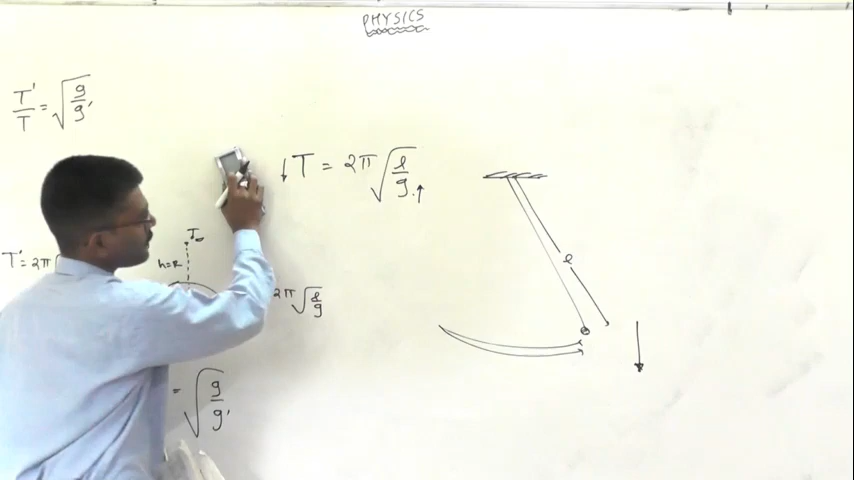 PHYSICS
T'/T = √(g/g')
↓T = 2π √(l/g) ↑
l
T' = 2π
h=R
2π √(l/g)
= √(g/g')